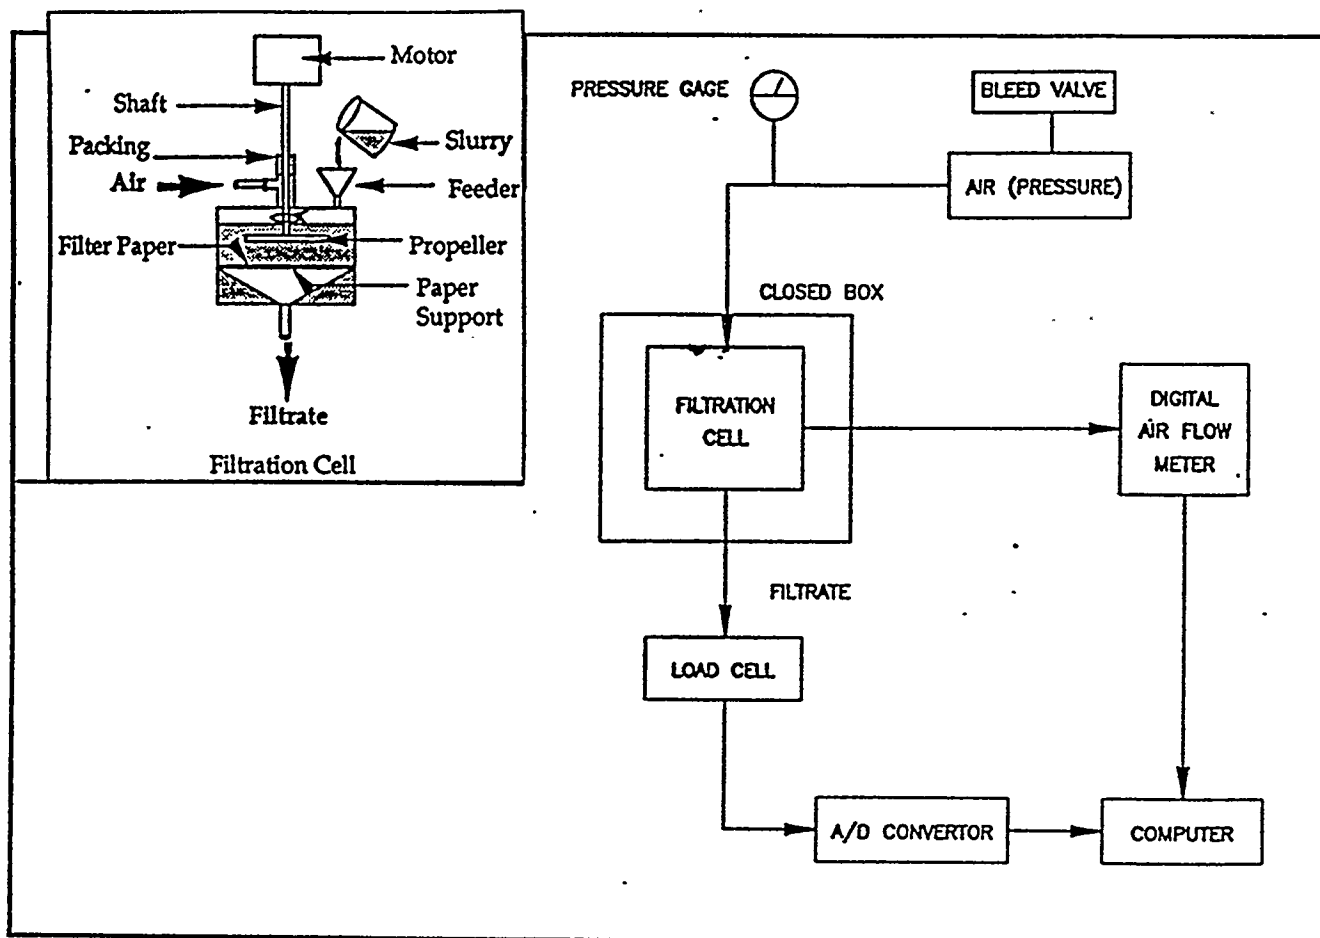 Motor
Shaft
Packing
Slurry
Air
Feeder
Filter Paper
Propeller
Paper
Support
Filtrate
Filtration Cell
PRESSURE GAGE
BLEED VALVE
AIR (PRESSURE)
CLOSED BOX
FILTRATION
CELL
DIGITAL
AIR FLOW
METER
FILTRATE
LOAD CELL
A/D CONVERTOR
COMPUTER